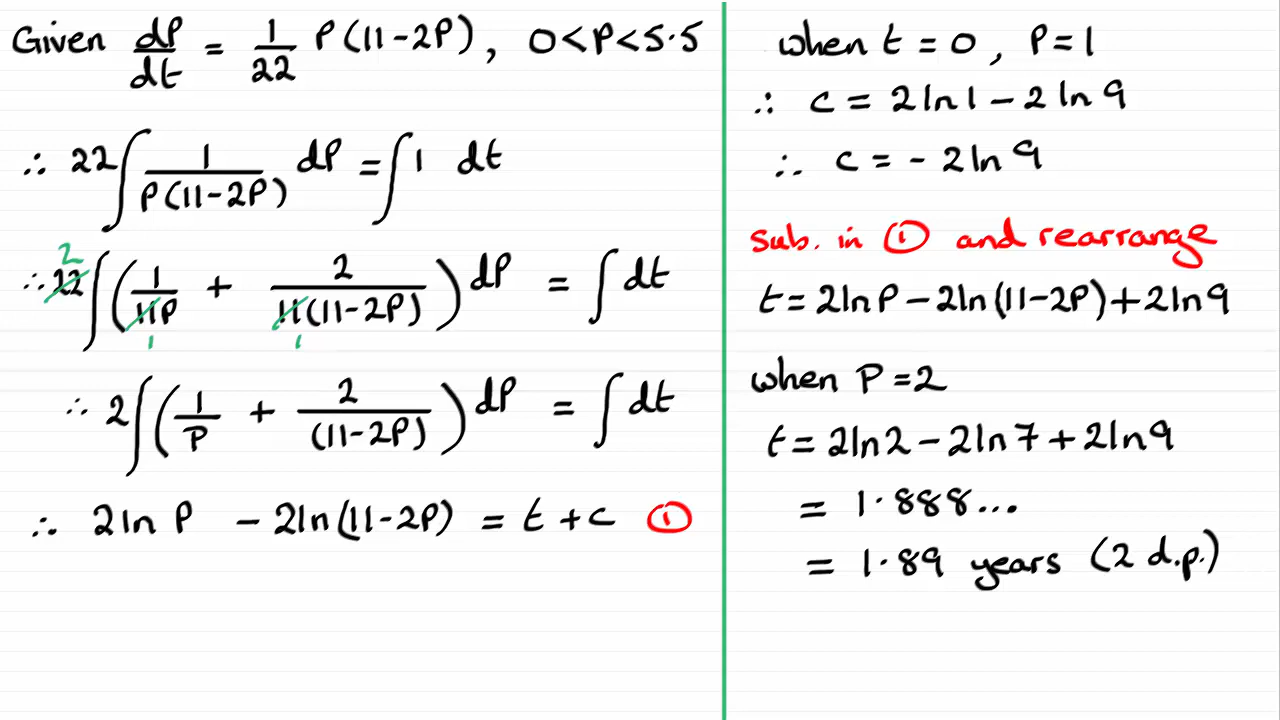 Given dP/dt = 1/22 P(11-2P), 0<P<5.5
∴ 22∫ 1/(P(11-2P)) dP = ∫ 1 dt
∴ 22 2 ∫ (1/(11P) 1 + 2/(11(11-2P)) 1) dP = ∫ dt
∴ 2∫ (1/P + 2/((11-2P))) dP = ∫ dt
∴ 2ln P - 2ln(11-2P) = t + c ①
when t = 0, P = 1
∴ c = 2ln1 - 2ln9
∴ c = -2ln9
sub. in ① and rearrange
t = 2lnP - 2ln(11-2P) + 2ln9
when P = 2
t = 2ln2 - 2ln7 + 2ln9
= 1.888...
= 1.89 years (2 d.p.)